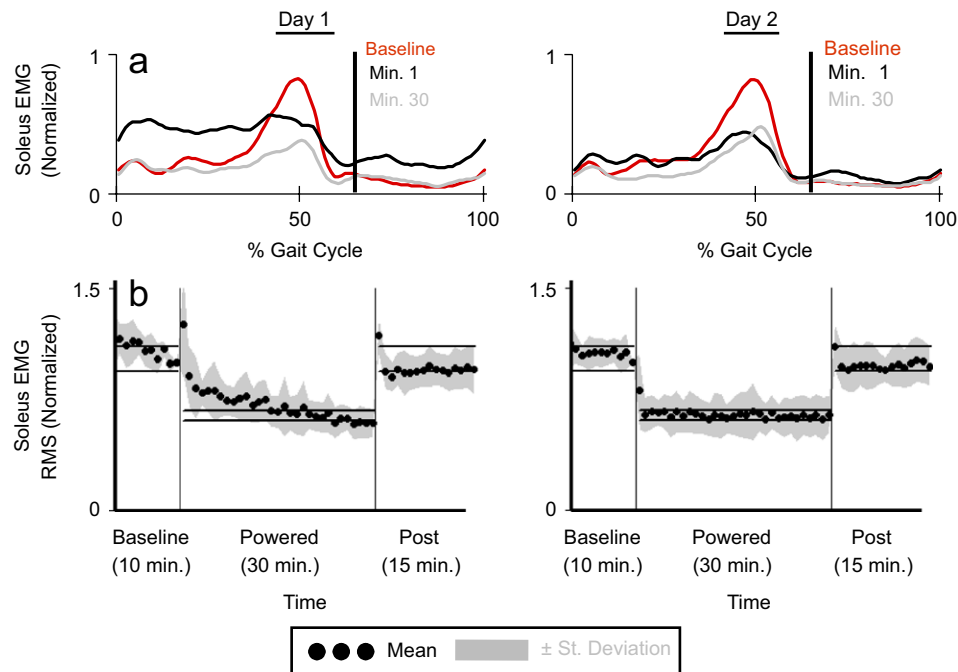 Day 1
Day 2
1
a
Baseline
Min. 1
Min. 30
Soleus EMG
(Normalized)
0
0
50
100
% Gait Cycle
1
Baseline
Min. 1
Min. 30
0
0
50
100
% Gait Cycle
1.5
b
Soleus EMG
RMS (Normalized)
0
Baseline
(10 min.)
Powered
(30 min.)
Post
(15 min.)
Time
1.5
0
Baseline
(10 min.)
Powered
(30 min.)
Post
(15 min.)
Time
Mean
± St. Deviation